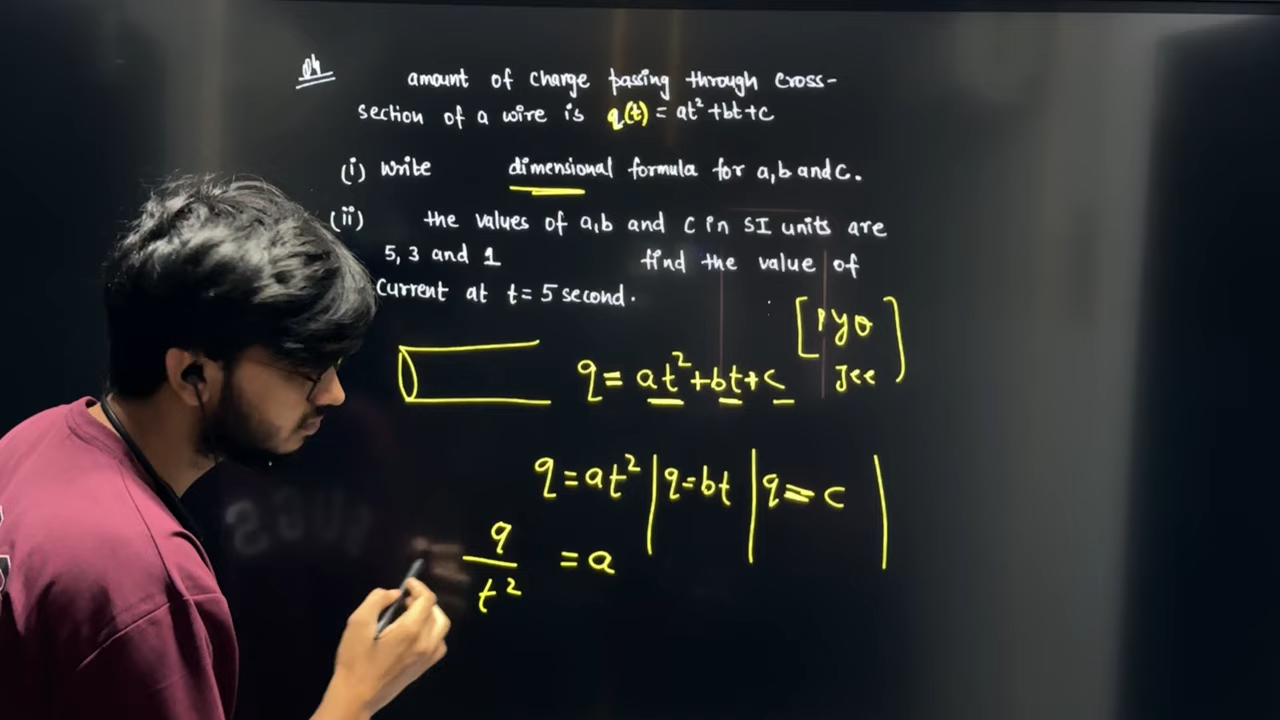 04
amount of charge passing through cross-
section of a wire is q(t) = at² + bt + c
(i) write dimensional formula for a, b and c.
(ii) the values of a, b and c in SI units are
5, 3 and 1 find the value of
current at t = 5 second.
[PYQ
Jee]
q = at² + bt + c
q = at² | q = bt | q = c |
q
t²
= a